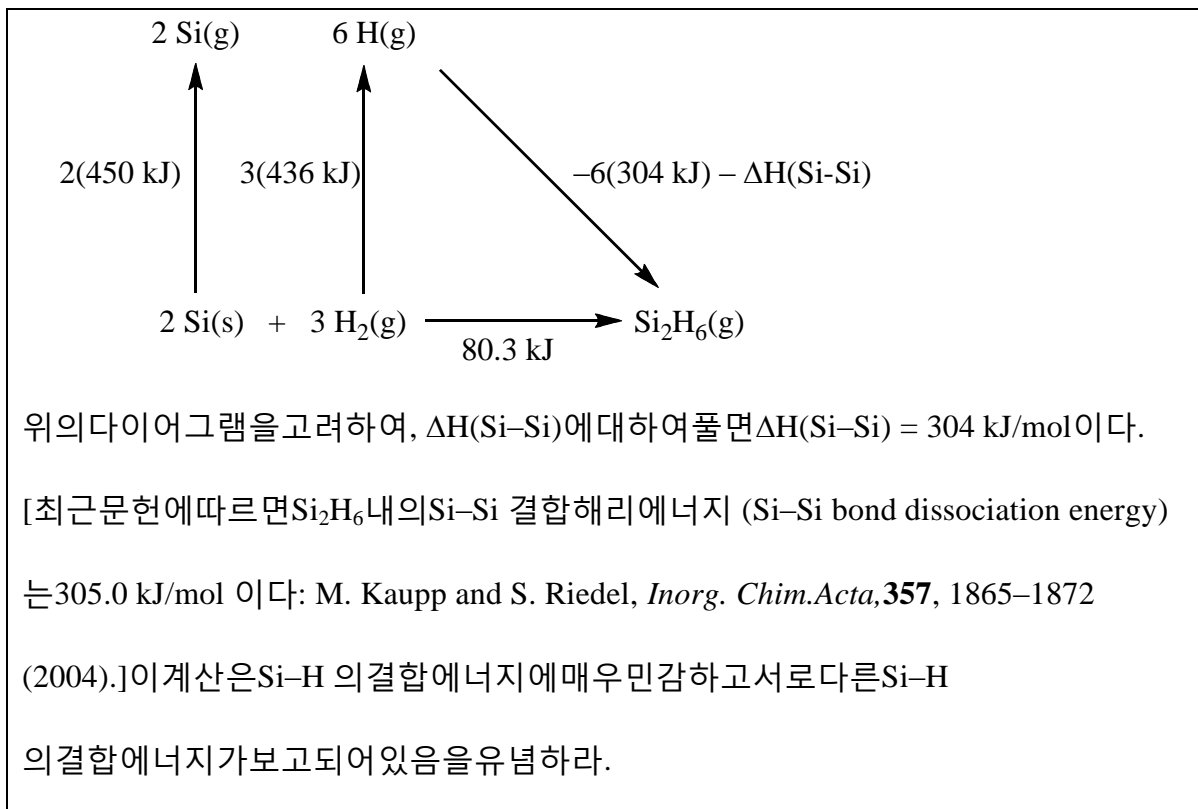 2 Si(g) 6 H(g)
2(450 kJ) 3(436 kJ) –6(304 kJ) – ΔH(Si-Si)
2 Si(s) + 3 H₂(g) Si₂H₆(g)
80.3 kJ
위의다이어그램을고려하여, ΔH(Si–Si)에대하여풀면ΔH(Si–Si) = 304 kJ/mol이다.
[최근문헌에따르면Si₂H₆내의Si–Si 결합해리에너지 (Si–Si bond dissociation energy)
는305.0 kJ/mol 이다: M. Kaupp and S. Riedel, Inorg. Chim.Acta,357, 1865–1872
(2004).]이계산은Si–H 의결합에너지에매우민감하고서로다른Si–H
의결합에너지가보고되어있음을유념하라.